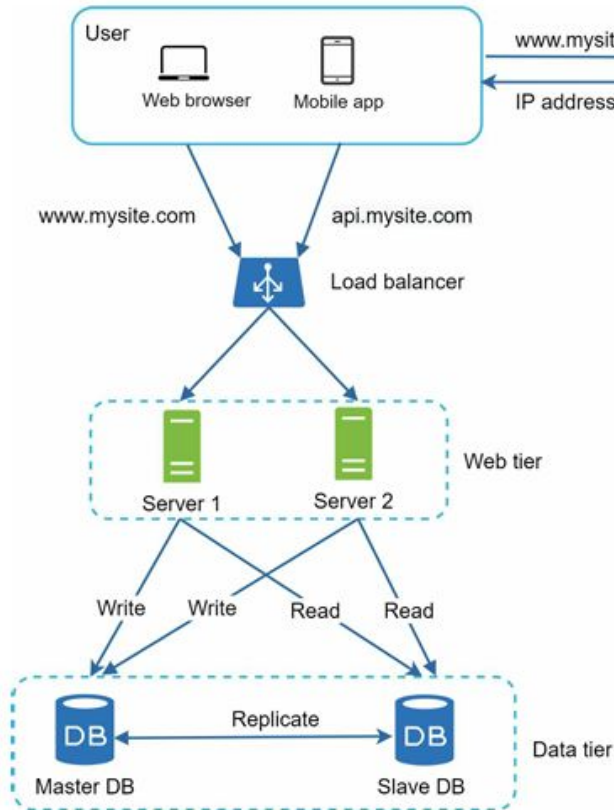 User
www.mysit
Web browser
Mobile app
IP address
www.mysite.com
api.mysite.com
Load balancer
Server 1
Server 2
Web tier
Write
Write
Read
Read
Replicate
DB
DB
Master DB
Slave DB
Data tier